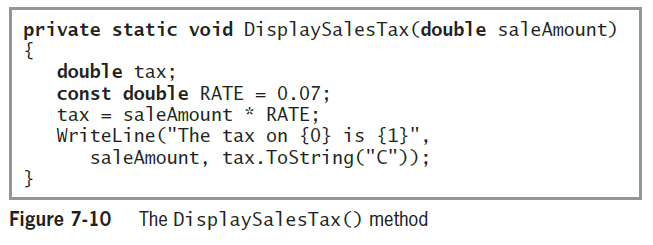 private static void DisplaySalesTax(double saleAmount)
{
double tax;
const double RATE = 0.07;
tax = saleAmount * RATE;
WriteLine("The tax on {0} is {1}",
saleAmount, tax.ToString("C"));
}
Figure 7-10 The DisplaySalesTax() method